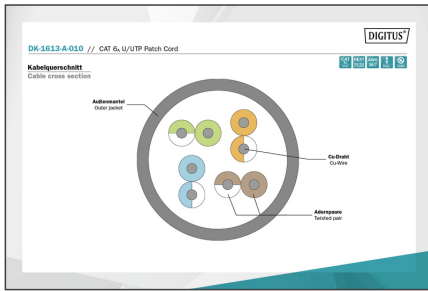 DIGITUS®
DK-1613-A-010 // CAT 6A U/UTP Patch Cord
Kabelquerschnitt
Cable cross section
Außenmantel
Outer jacket
Cu-Draht
Cu-Wire
Adernpaare
Twisted pair